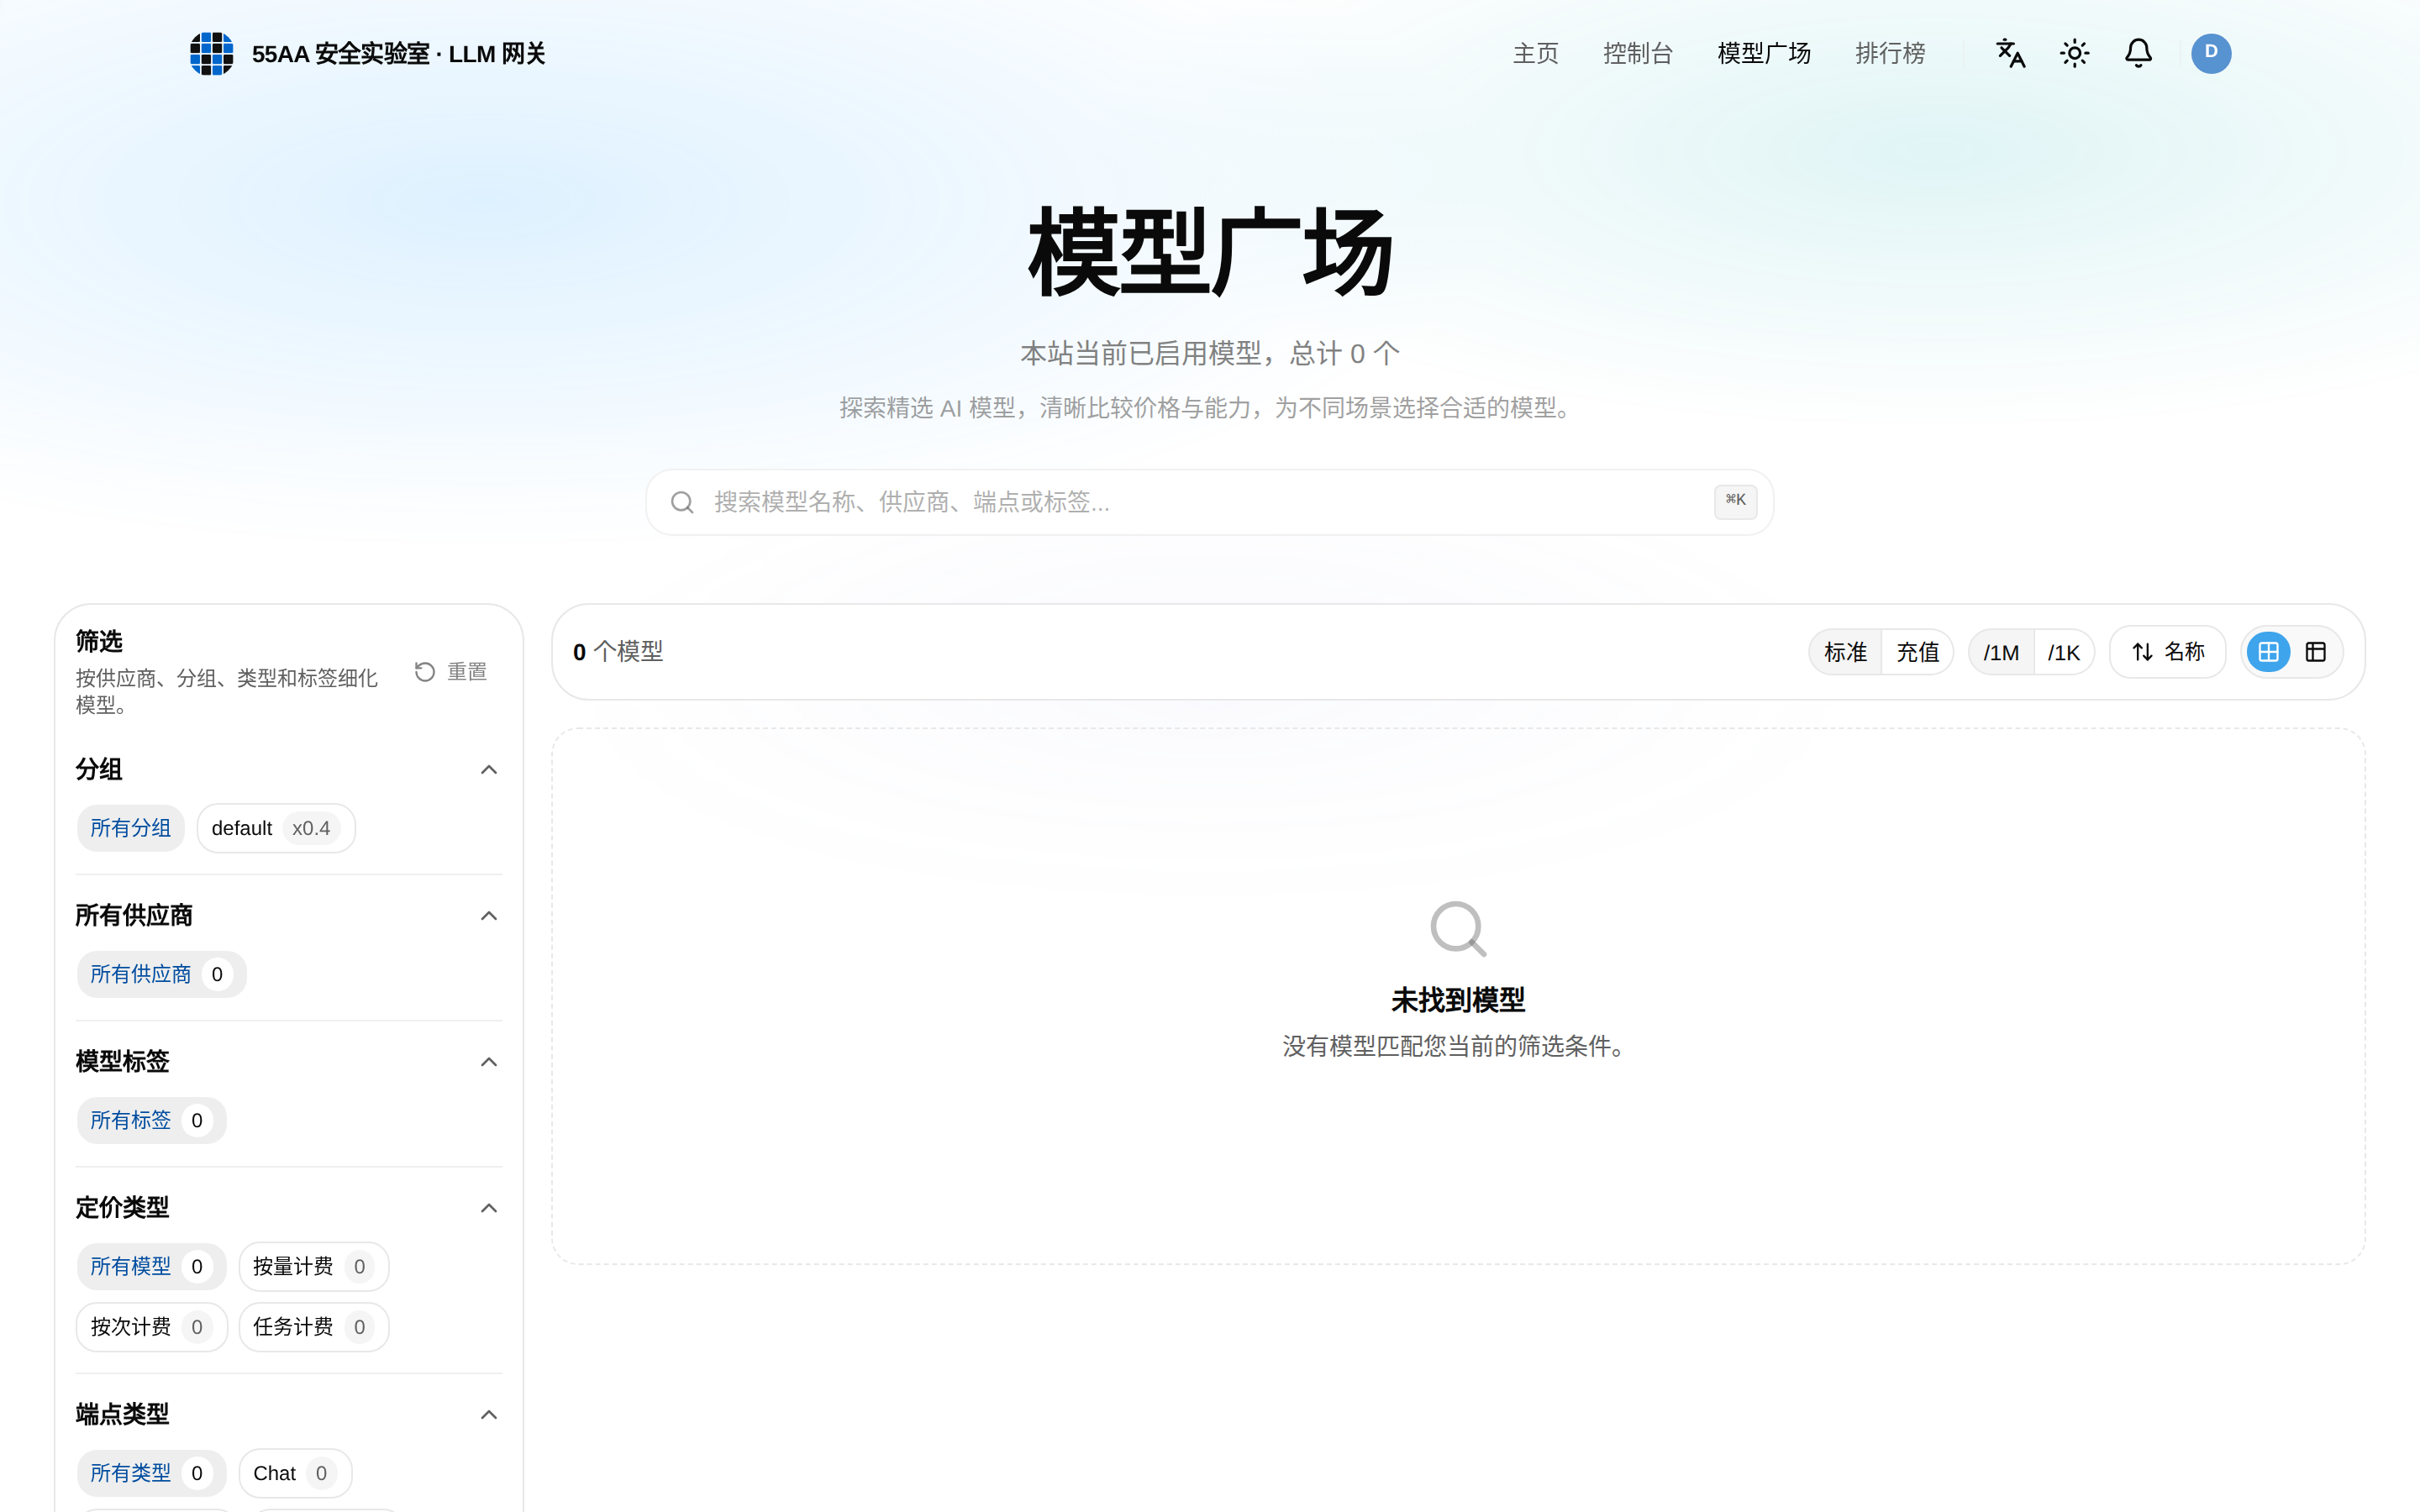 55AA 安全实验室 · LLM 网关
主页 控制台 模型广场 排行榜 D
模型广场
本站当前已启用模型，总计 0 个
探索精选 AI 模型，清晰比较价格与能力，为不同场景选择合适的模型。
搜索模型名称、供应商、端点或标签... ⌘K
筛选
按供应商、分组、类型和标签细化
模型。
重置
分组
所有分组 default x0.4
所有供应商
所有供应商 0
模型标签
所有标签 0
定价类型
所有模型 0 按量计费 0
按次计费 0 任务计费 0
端点类型
所有类型 0 Chat 0
0 个模型
标准 充值 /1M /1K 名称
未找到模型
没有模型匹配您当前的筛选条件。